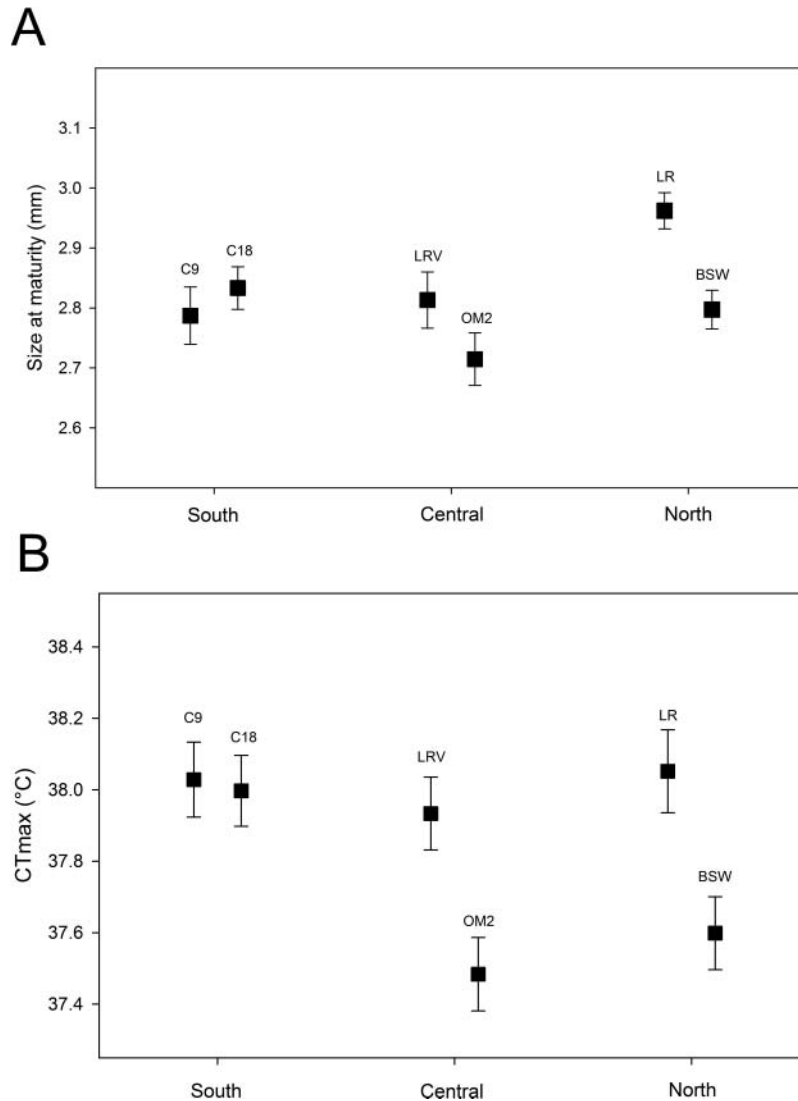 A
Size at maturity (mm)
3.1
3.0
2.9
2.8
2.7
2.6
C9
C18
LRV
OM2
LR
BSW
South Central North
B
CTmax (°C)
38.4
38.2
38.0
37.8
37.6
37.4
C9
C18
LRV
OM2
LR
BSW
South Central North